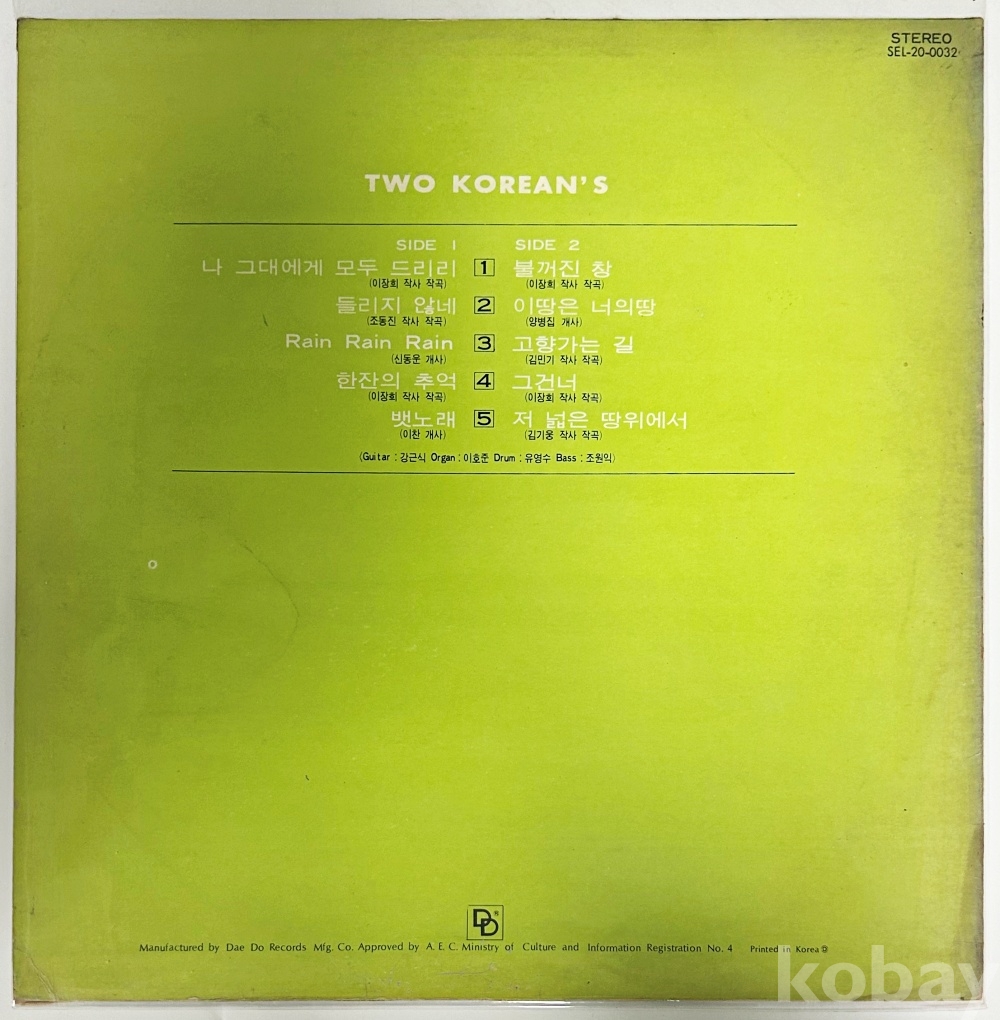 STEREO
SEL-20-0032
TWO KOREAN'S
SIDE 1 SIDE 2
나 그대에게 모두 드리리 1 불꺼진 창
(이장희 작사 작곡) (이장희 작사 작곡)
들리지 않네 2 이땅은 너의땅
(조동진 작사 작곡) (양병집 개사)
Rain Rain Rain 3 고향가는 길
(신동운 개사) (김민기 작사 작곡)
한잔의 추억 4 그건너
(이장희 작사 작곡) (이장희 작사 작곡)
뱃노래 5 저 넓은 땅위에서
(이찬 개사) (김기웅 작사 작곡)
(Guitar : 강근식 Organ : 이호준 Drum : 유영수 Bass : 조원익)
DD®
Manufactured by Dae Do Records Mfg. Co. Approved by A. E. C. Ministry of Culture and Information Registration No. 4 Printed in Korea
kobay